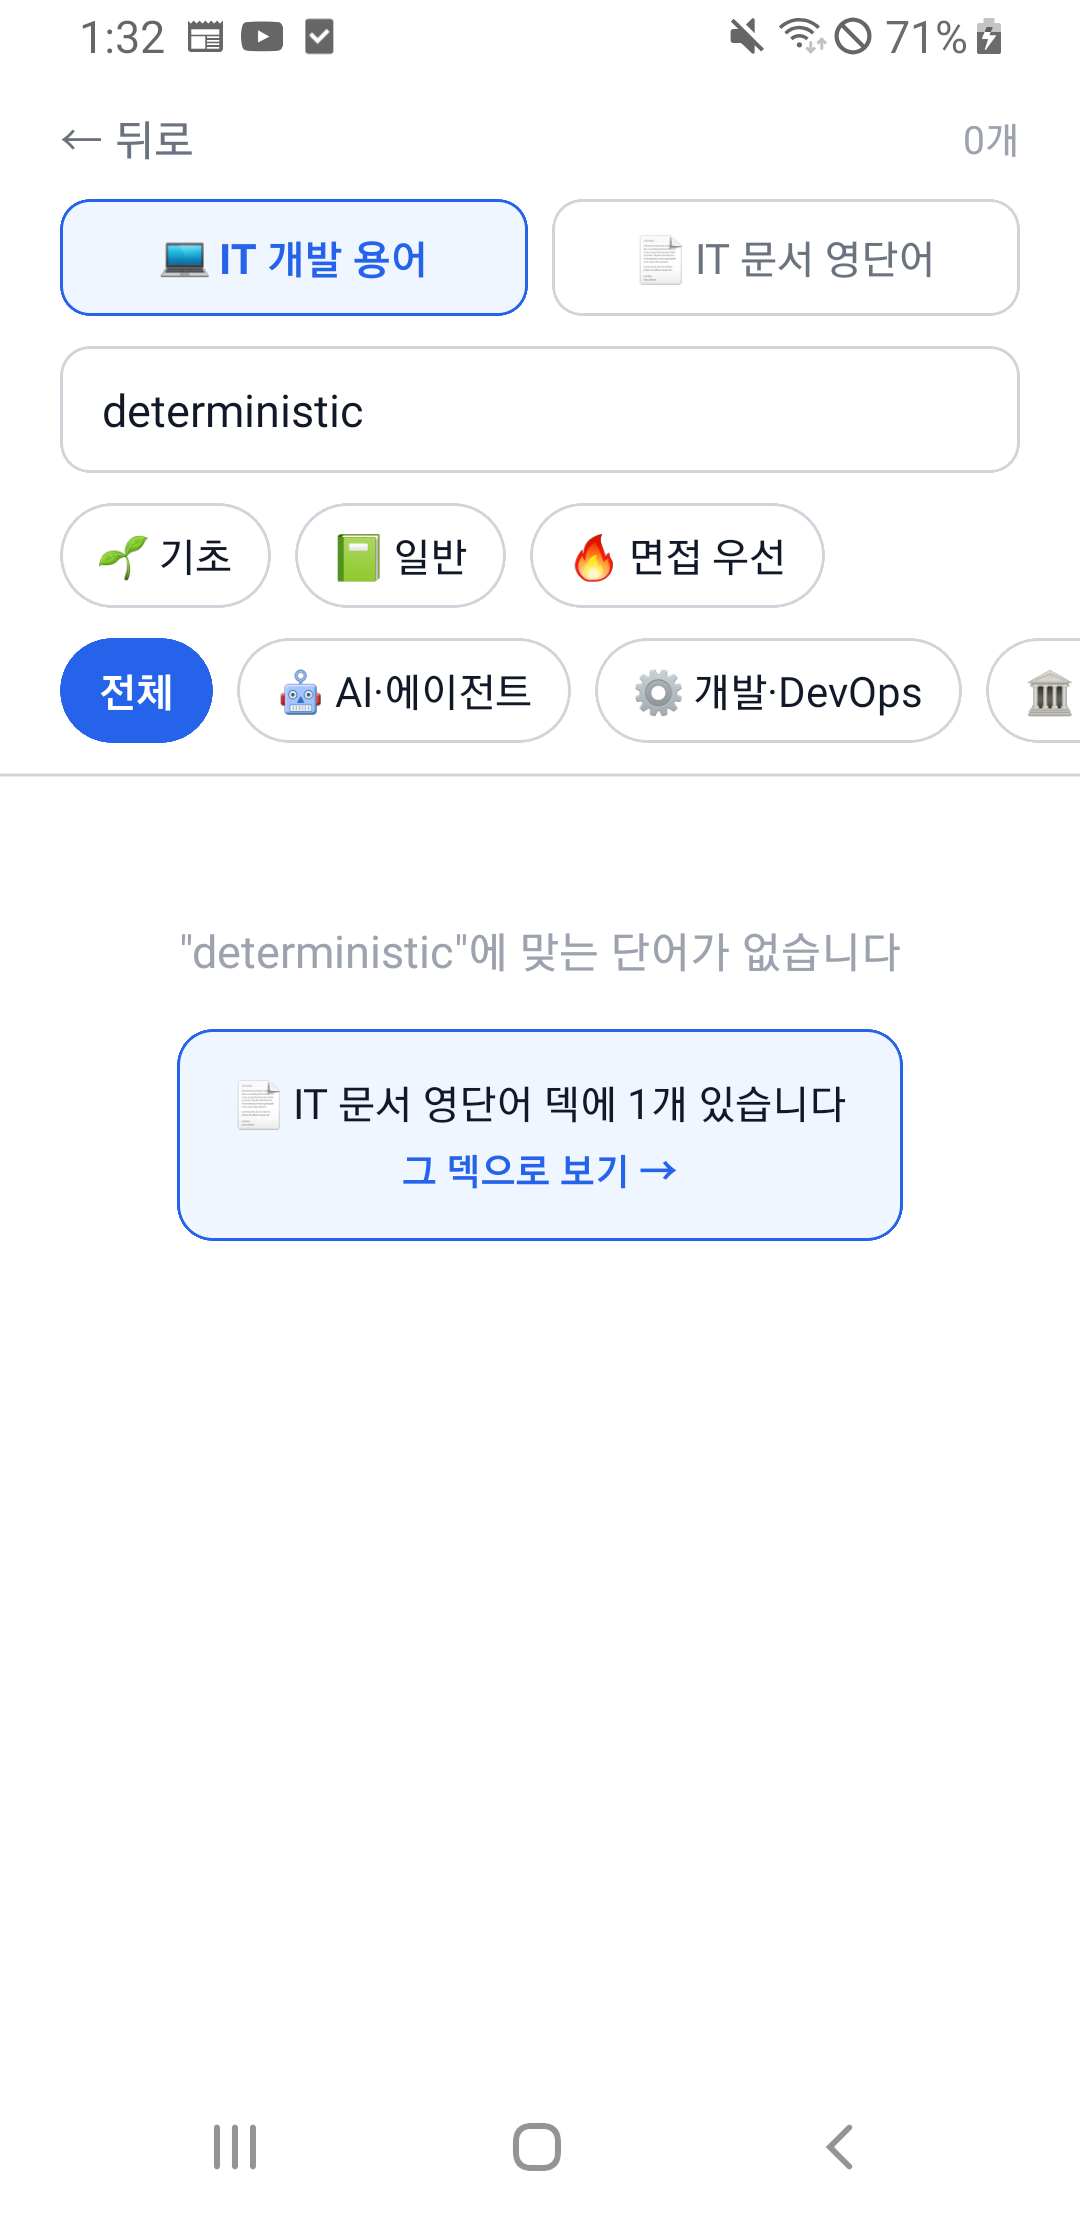 1:32 71%
← 뒤로 0개
IT 개발 용어 IT 문서 영단어
deterministic
기초 일반 면접 우선
전체 AI·에이전트 개발·DevOps
"deterministic"에 맞는 단어가 없습니다
IT 문서 영단어 덱에 1개 있습니다
그 덱으로 보기 →